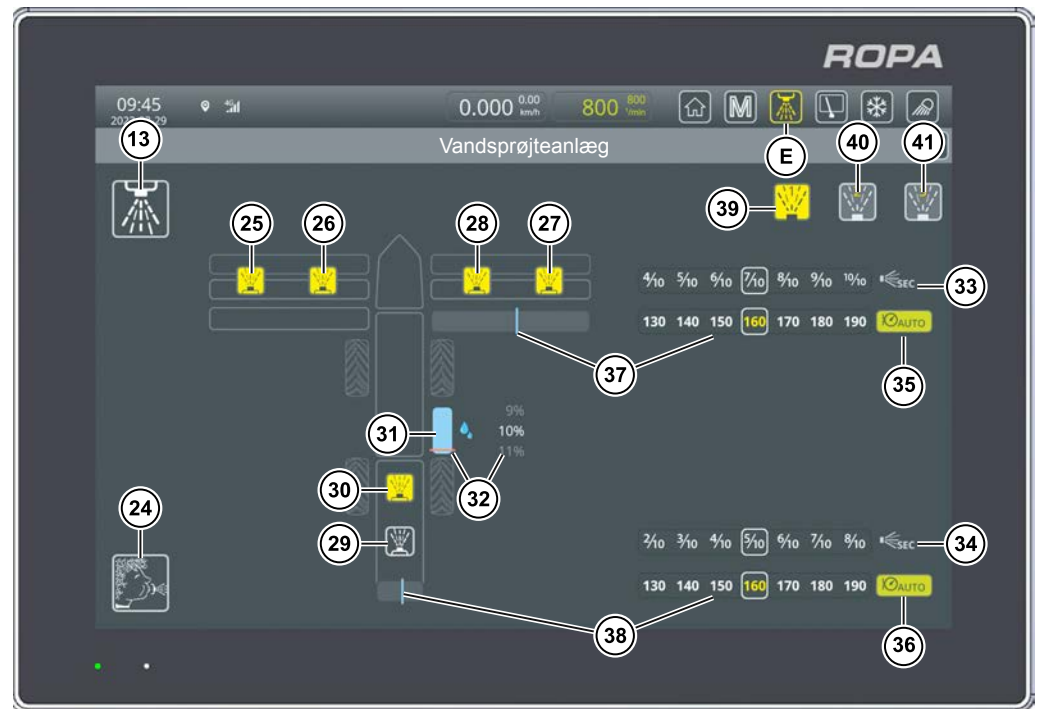 ROPA
09:45 4G 0.000 0.00 km/h 800 800 1/min M
13 Vandsprøjteanlæg E 40 41
39 1
25 26 28 27
4/10 5/10 6/10 7/10 8/10 9/10 10/10 SEC 33
130 140 150 160 170 180 190 AUTO
37 35
9%
31 10%
11%
32
30
24 29 2/10 3/10 4/10 5/10 6/10 7/10 8/10 SEC 34
130 140 150 160 170 180 190 AUTO
38 36